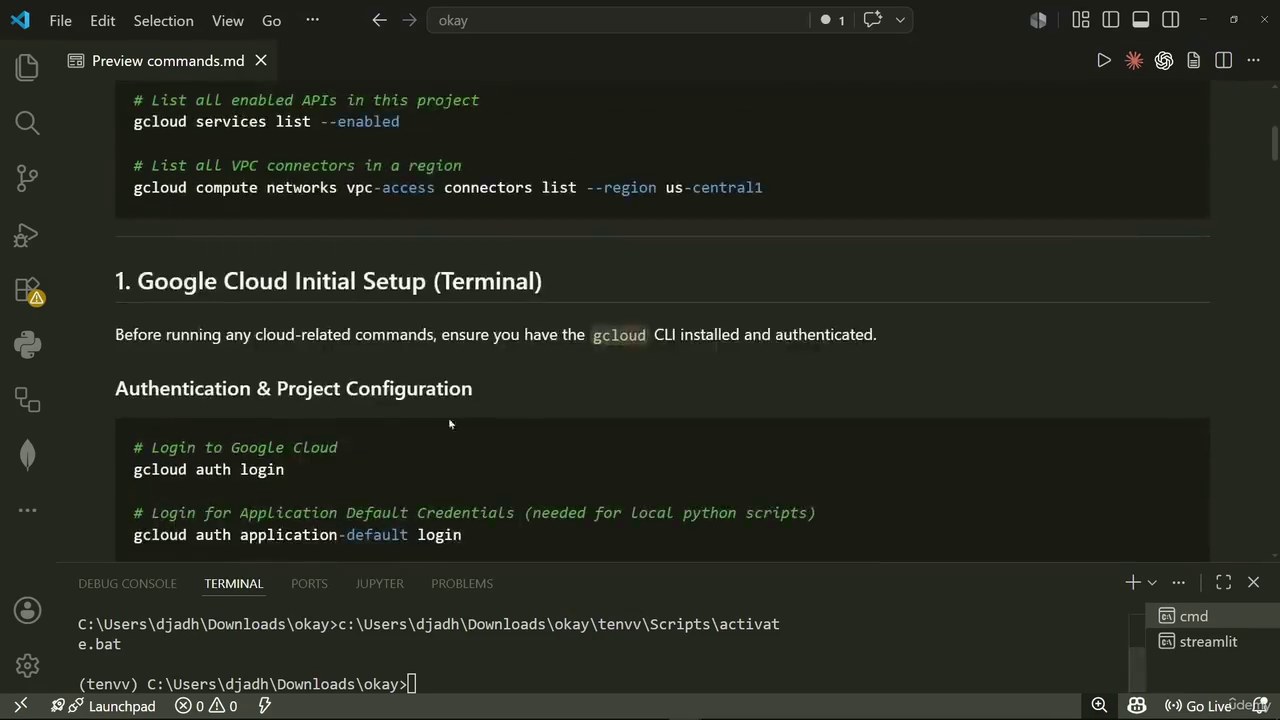 File Edit Selection View Go ··· okay 1
Preview commands.md
# List all enabled APIs in this project
gcloud services list --enabled
# List all VPC connectors in a region
gcloud compute networks vpc-access connectors list --region us-central1
1. Google Cloud Initial Setup (Terminal)
Before running any cloud-related commands, ensure you have the gcloud CLI installed and authenticated.
Authentication & Project Configuration
# Login to Google Cloud
gcloud auth login
# Login for Application Default Credentials (needed for local python scripts)
gcloud auth application-default login
DEBUG CONSOLE TERMINAL PORTS JUPYTER PROBLEMS
C:\Users\djadh\Downloads\okay>c:\Users\djadh\Downloads\okay\tenvv\Scripts\activat
e.bat
(tenvv) C:\Users\djadh\Downloads\okay>
cmd
streamlit
Launchpad 0 0 Go Live
udemy